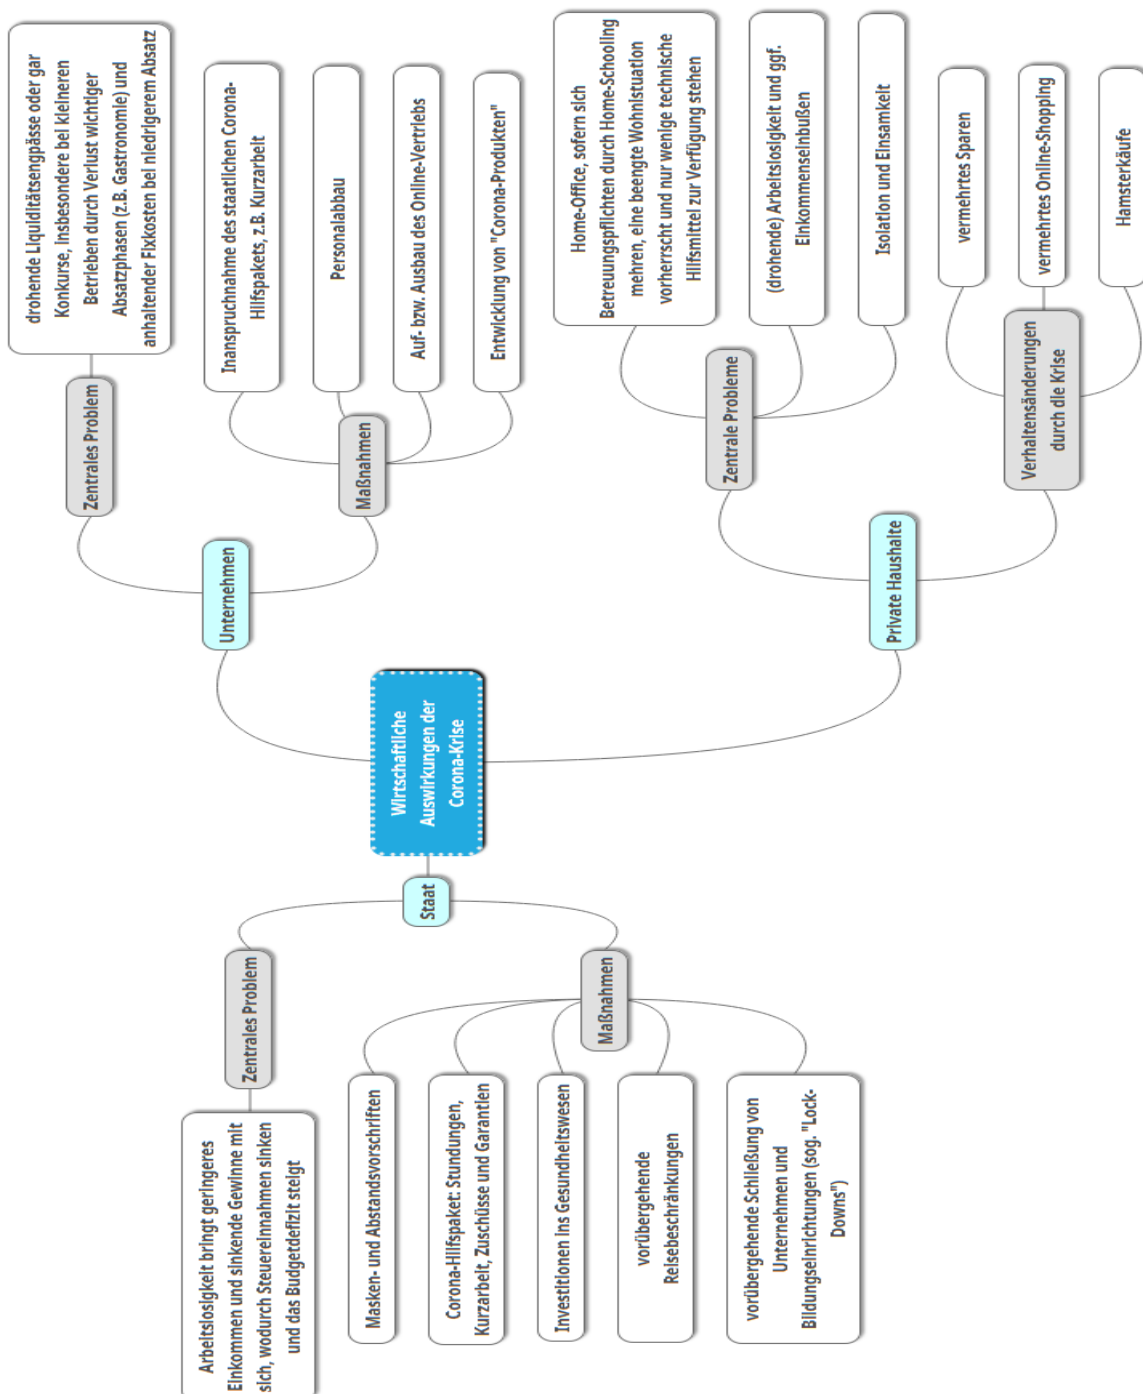 Wirtschaftliche
Auswirkungen der
Corona-Krise
Staat
Zentrales Problem
Arbeitslosigkeit bringt geringeres
Einkommen und sinkende Gewinne mit
sich, wodurch Steuereinnahmen sinken
und das Budgetdefizit steigt
Maßnahmen
Masken- und Abstandsvorschriften
Corona-Hilfspaket: Stundungen,
Kurzarbeit, Zuschüsse und Garantien
Investitionen ins Gesundheitswesen
vorübergehende
Reisebeschränkungen
vorübergehende Schließung von
Unternehmen und
Bildungseinrichtungen (sog. "Lock-
Downs")
Unternehmen
Zentrales Problem
drohende Liquiditätsengpässe oder gar
Konkurse, insbesondere bei kleineren
Betrieben durch Verlust wichtiger
Absatzphasen (z.B. Gastronomie) und
anhaltender Fixkosten bei niedrigerem Absatz
Maßnahmen
Inanspruchnahme des staatlichen Corona-
Hilfspakets, z.B. Kurzarbeit
Personalabbau
Auf- bzw. Ausbau des Online-Vertriebs
Entwicklung von "Corona-Produkten"
Private Haushalte
Zentrale Probleme
Home-Office, sofern sich
Betreuungspflichten durch Home-Schooling
mehren, eine beengte Wohnistuation
vorherrscht und nur wenige technische
Hilfsmittel zur Verfügung stehen
(drohende) Arbeitslosigkeit und ggf.
Einkommenseinbußen
Isolation und Einsamkeit
Verhaltensänderungen
durch die Krise
vermehrtes Sparen
vermehrtes Online-Shopping
Hamsterkäufe